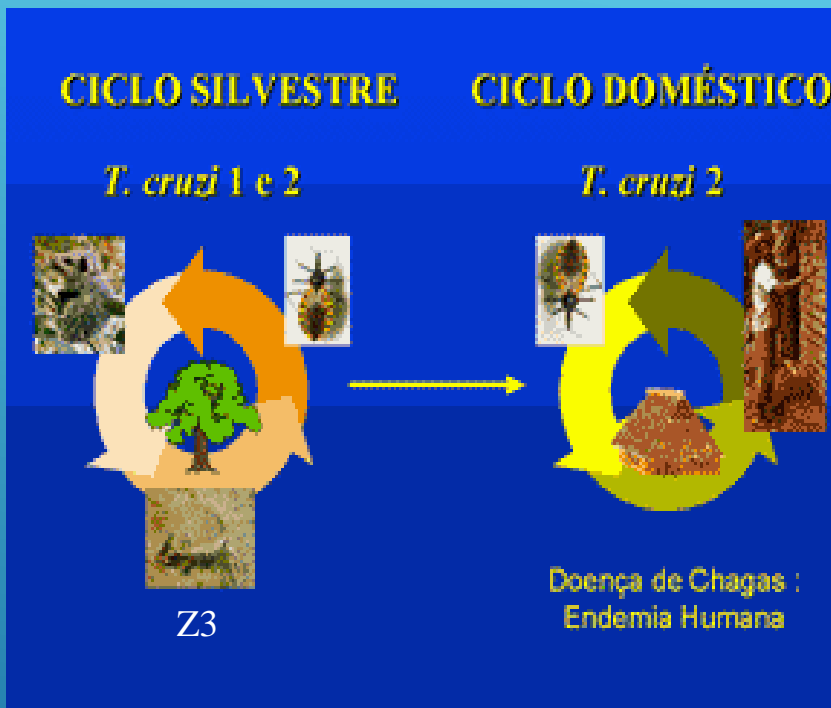 CICLO SILVESTRE
CICLO DOMÉSTICO
T. cruzi 1 e 2
T. cruzi 2
Z3
Doença de Chagas :
Endemia Humana